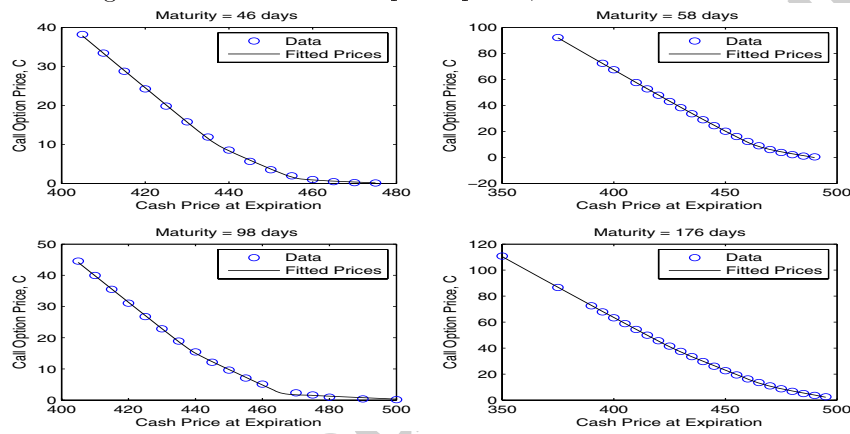 Maturity = 46 days
40
30
20
10
0
400
420
440
460
480
Call Option Price, C
Cash Price at Expiration
Data
Fitted Prices
Maturity = 58 days
100
80
60
40
20
0
−20
350
400
450
500
Call Option Price, C
Cash Price at Expiration
Data
Fitted Prices
Maturity = 98 days
50
40
30
20
10
0
400
420
440
460
480
500
Call Option Price, C
Cash Price at Expiration
Data
Fitted Prices
Maturity = 176 days
120
100
80
60
40
20
0
350
400
450
500
Call Option Price, C
Cash Price at Expiration
Data
Fitted Prices